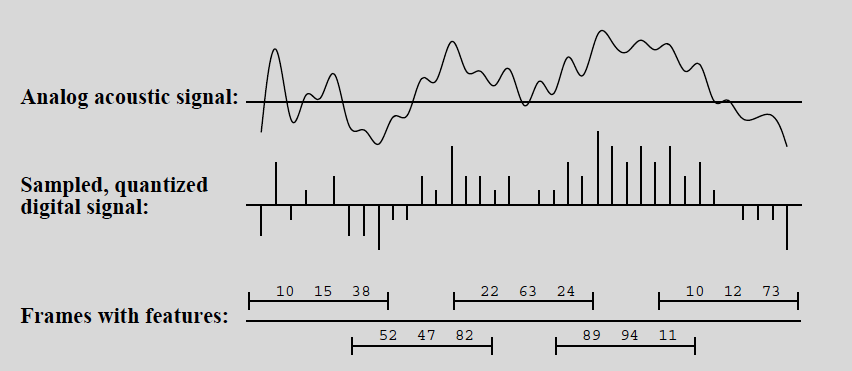 Analog acoustic signal:
Sampled, quantized
digital signal:
10 15 38
22 63 24
10 12 73
Frames with features:
52 47 82
89 94 11